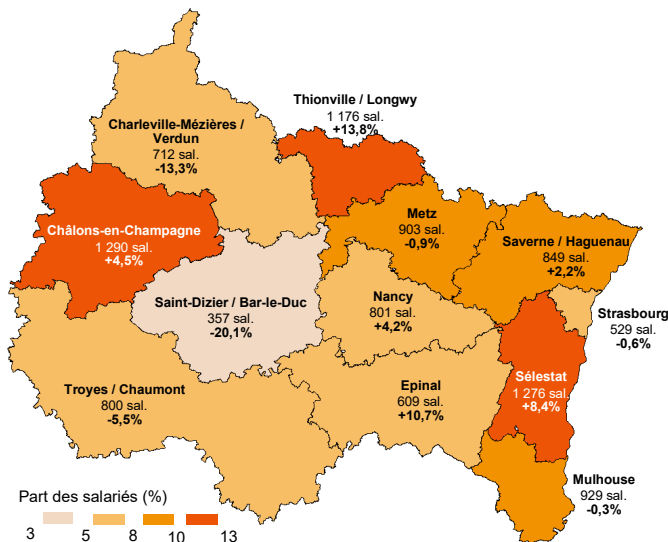 Thionville / Longwy
1 176 sal.
+13,8%
Charleville-Mézières /
Verdun
712 sal.
-13,3%
Châlons-en-Champagne
1 290 sal.
+4,5%
Metz
903 sal.
-0,9%
Saverne / Haguenau
849 sal.
+2,2%
Saint-Dizier / Bar-le-Duc
357 sal.
-20,1%
Nancy
801 sal.
+4,2%
Strasbourg
529 sal.
-0,6%
Troyes / Chaumont
800 sal.
-5,5%
Epinal
609 sal.
+10,7%
Sélestat
1 276 sal.
+8,4%
Mulhouse
929 sal.
-0,3%
Part des salariés (%)
3 5 8 10 13